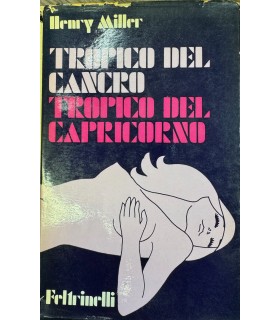 Henry Miller
TROPICO DEL
CANCRO
TROPICO DEL
CAPRICORNO
Feltrinelli